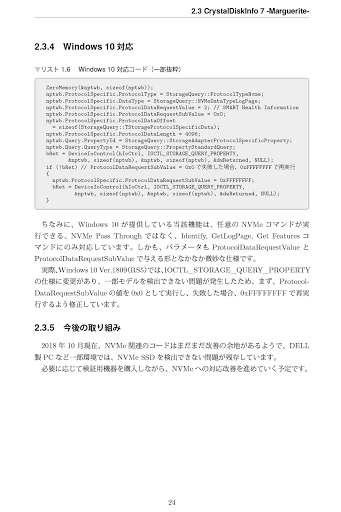 2.3 CrystalDiskInfo 7 -Marguerite-
2.3.4 Windows 10 対応
▽リスト 1.6 Windows 10 対応コード（一部抜粋）
ZeroMemory(&nptwb, sizeof(nptwb));
nptwb.ProtocolSpecific.ProtocolType = StorageQuery::ProtocolTypeNvme;
nptwb.ProtocolSpecific.DataType = StorageQuery::NVMeDataTypeLogPage;
nptwb.ProtocolSpecific.ProtocolDataRequestValue = 2; // SMART Health Information
nptwb.ProtocolSpecific.ProtocolDataRequestSubValue = 0x0;
nptwb.ProtocolSpecific.ProtocolDataOffset
= sizeof(StorageQuery::TStorageProtocolSpecificData);
nptwb.ProtocolSpecific.ProtocolDataLength = 4096;
nptwb.Query.PropertyId = StorageQuery::StorageAdapterProtocolSpecificProperty;
nptwb.Query.QueryType = StorageQuery::PropertyStandardQuery;
bRet = DeviceIoControl(hIoCtrl, IOCTL_STORAGE_QUERY_PROPERTY,
&nptwb, sizeof(nptwb), &nptwb, sizeof(nptwb), &dwReturned, NULL);
if (!bRet) // ProtocolDataRequestSubValue = 0x0 で失敗した場合、0xFFFFFFFF で再実行
{
nptwb.ProtocolSpecific.ProtocolDataRequestSubValue = 0xFFFFFFFF;
bRet = DeviceIoControl(hIoCtrl, IOCTL_STORAGE_QUERY_PROPERTY,
&nptwb, sizeof(nptwb), &nptwb, sizeof(nptwb), &dwReturned, NULL);
}
ちなみに、Windows 10 が提供している当該機能は、任意の NVMe コマンドが実
行できる、NVMe Pass Through ではなく、Identify, GetLogPage, Get Features コ
マンドにのみ対応しています。しかも、パラメータも ProtocolDataRequestValue と
ProtocolDataRequestSubValue で与える形となかなか微妙な仕様です。
実際、Windows 10 Ver.1809(RS5)では、IOCTL_STORAGE_QUERY_PROPERTY
の仕様に変更があり、一部モデルを検出できない問題が発生したため、まず、Protocol-
DataRequestSubValue の値を 0x0 として実行し、失敗した場合、0xFFFFFFFF で再実
行するよう修正しています。
2.3.5 今後の取り組み
2018 年 10 月現在、NVMe 関連のコードはまだまだ改善の余地があるようで、DELL
製 PC など一部環境では、NVMe SSD を検出できない問題が残存しています。
必要に応じて検証用機器を購入しながら、NVMe への対応改善を進めていく予定です。
24